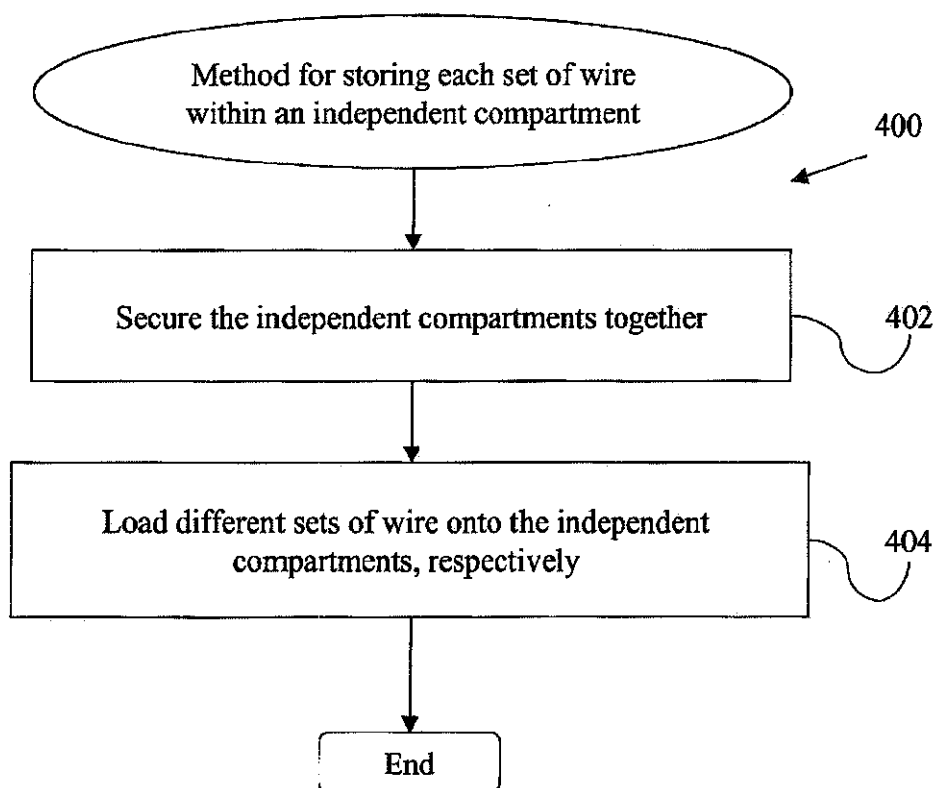 Method for storing each set of wire
within an independent compartment
400
Secure the independent compartments together
402
Load different sets of wire onto the independent
compartments, respectively
404
End